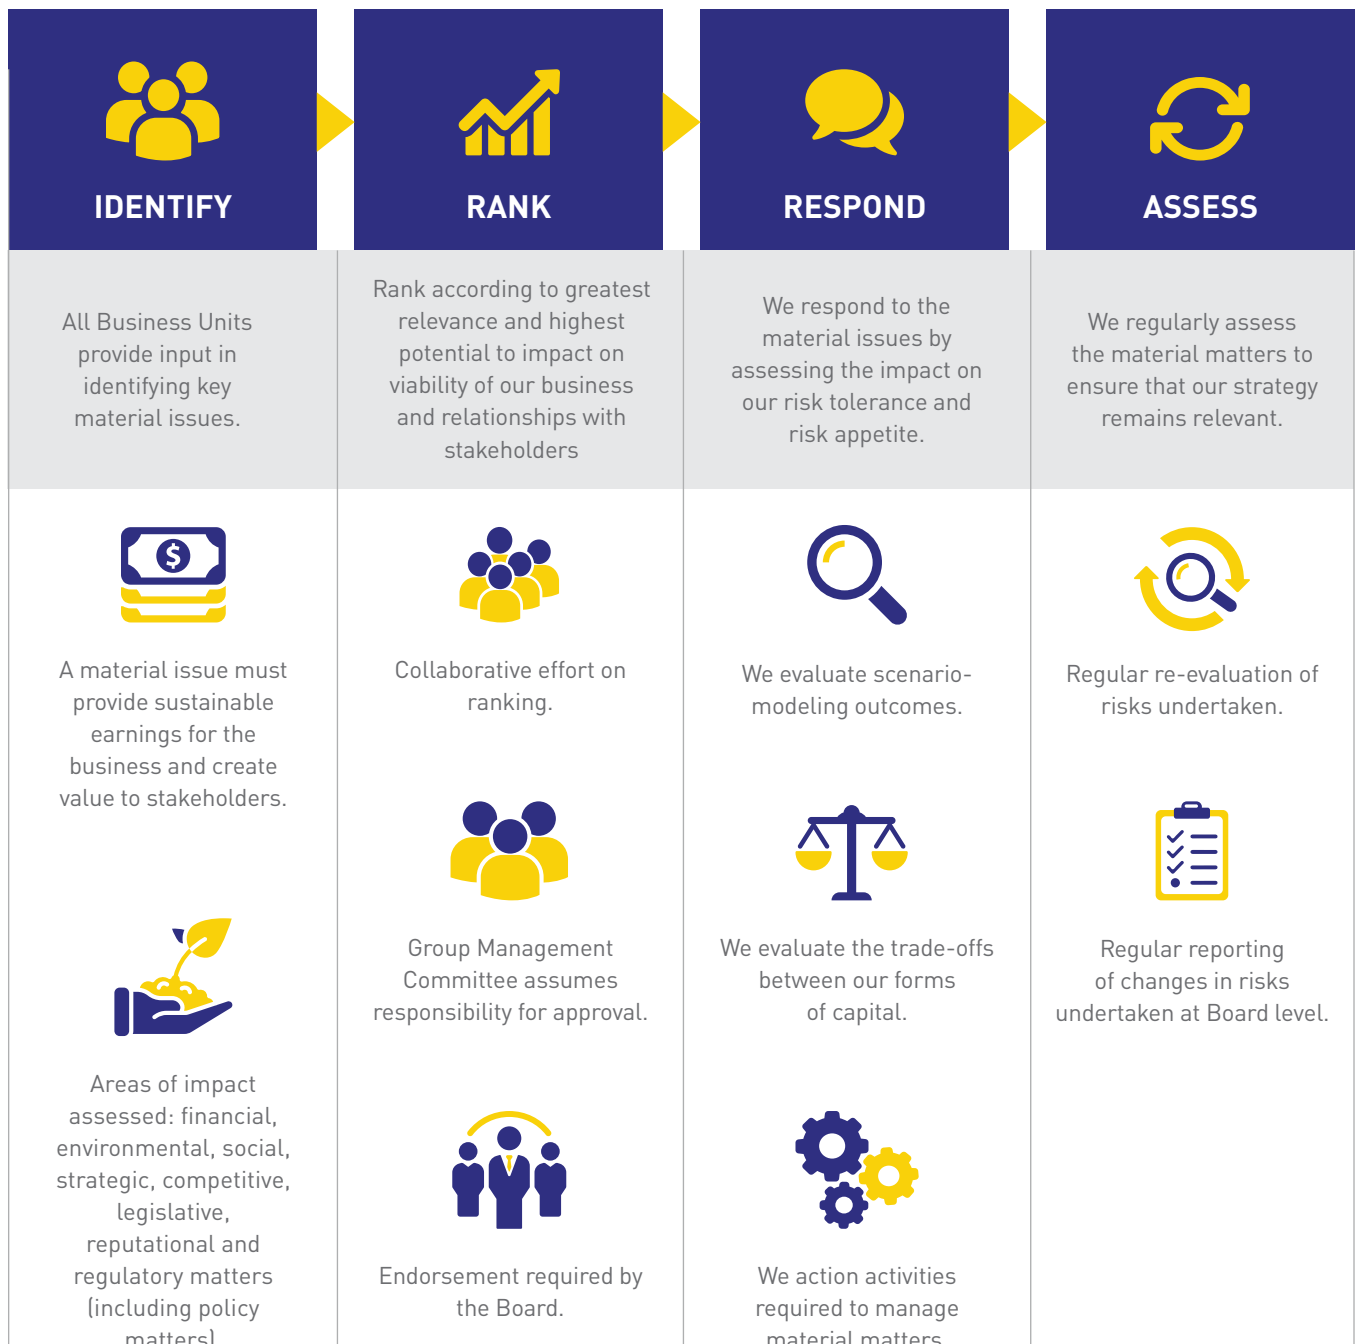 IDENTIFY
All Business Units
provide input in
identifying key
material issues.
$
A material issue must
provide sustainable
earnings for the
business and create
value to stakeholders.
Areas of impact
assessed: financial,
environmental, social,
strategic, competitive,
legislative,
reputational and
regulatory matters
(including policy
matters)
RANK
Rank according to greatest
relevance and highest
potential to impact on
viability of our business
and relationships with
stakeholders
Collaborative effort on
ranking.
Group Management
Committee assumes
responsibility for approval.
Endorsement required by
the Board.
RESPOND
We respond to the
material issues by
assessing the impact on
our risk tolerance and
risk appetite.
We evaluate scenario-
modeling outcomes.
We evaluate the trade-offs
between our forms
of capital.
We action activities
required to manage
material matters
ASSESS
We regularly assess
the material matters to
ensure that our strategy
remains relevant.
Regular re-evaluation of
risks undertaken.
Regular reporting
of changes in risks
undertaken at Board level.